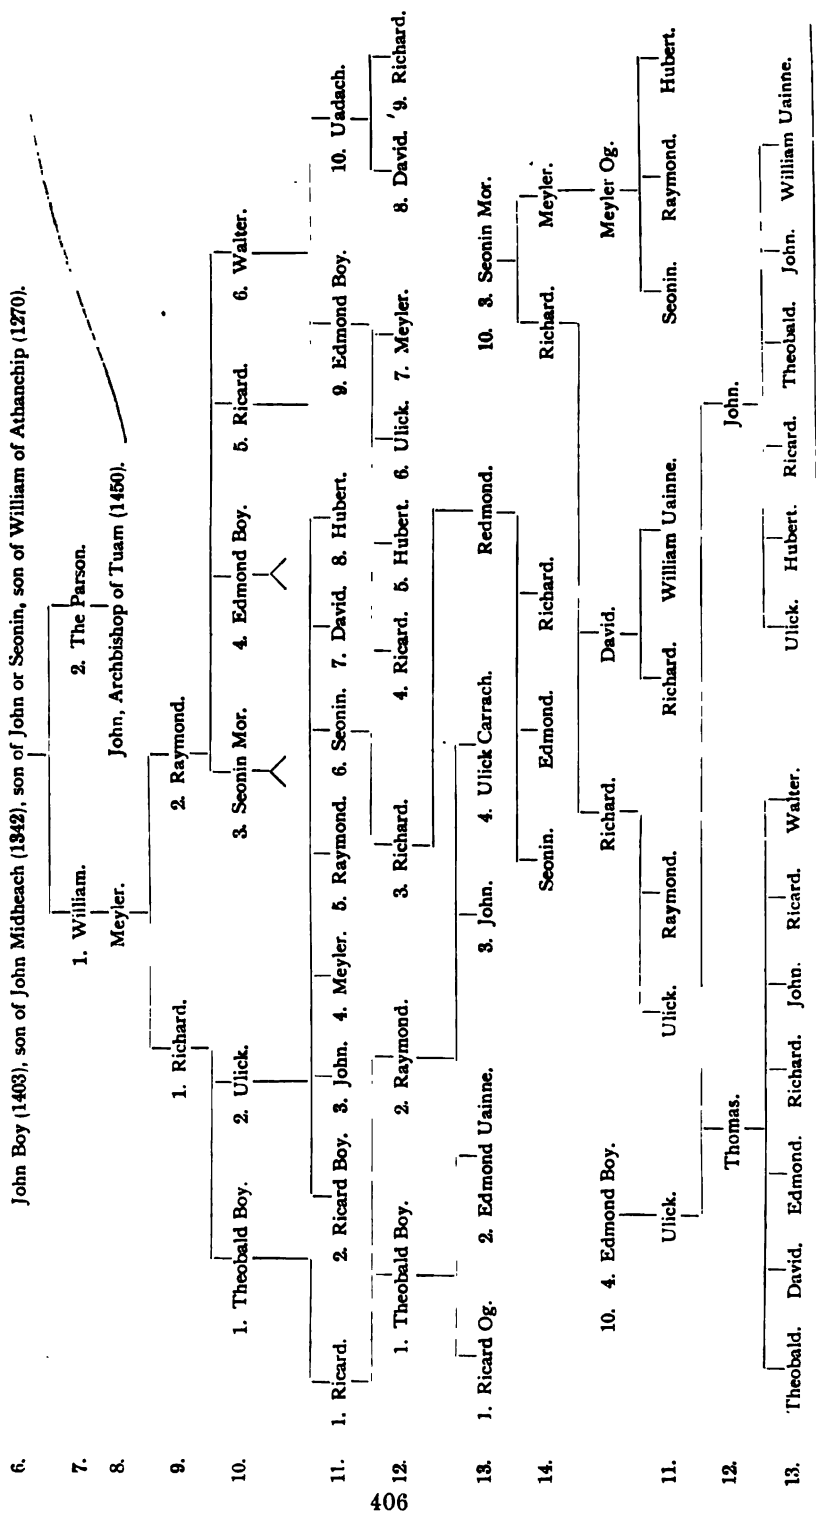 6. John Boy (1403), son of John Midheach (1342), son of John or Seonin, son of William of Athanchip (1270).
7. 1. William. 2. The Parson.
8. Meyler. John, Archbishop of Tuam (1450).
9. 1. Richard. 2. Raymond.
10. 1. Theobald Boy. 2. Ulick. 3. Seonin Mor. 4. Edmond Boy. 5. Ricard. 6. Walter.
11. 1. Ricard. 2. Ricard Boy. 3. John. 4. Meyler. 5. Raymond. 6. Seonin. 7. David. 8. Hubert. 9. Edmond Boy. 10. Uadach.
12. 1. Theobald Boy. 2. Raymond. 3. Richard. 4. Ricard. 5. Hubert. 6. Ulick. 7. Meyler. 8. David. 9. Richard.
13. 1. Ricard Og. 2. Edmond Uainne. 3. John. 4. Ulick Carrach. Redmond. 10. 3. Seonin Mor.
14. Seonin. Edmond. Richard. Richard. Meyler.
10. 4. Edmond Boy. Richard. David. Meyler Og.
11. Ulick. Ulick. Raymond. Richard. William Uainne. Seonin. Raymond. Hubert.
12. Thomas. John.
13. Theobald. David. Edmond. Richard. John. Ricard. Walter. Ulick. Hubert. Ricard. Theobald. John. William Uainne.
406